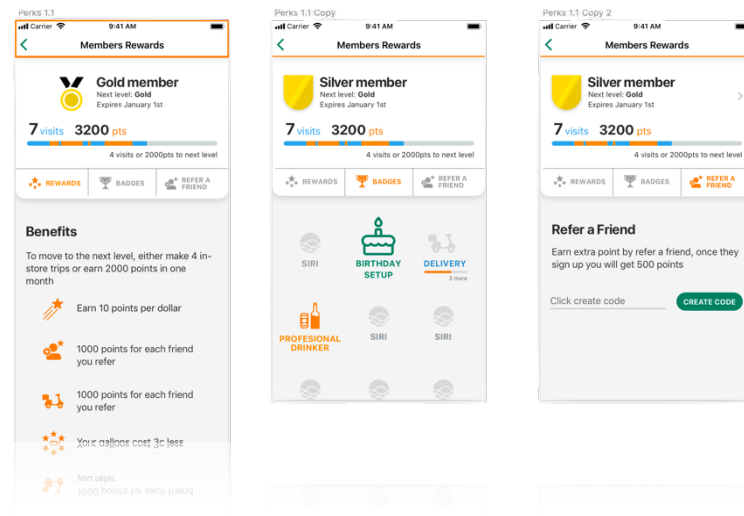 Perks 1.1
Carrier 9:41 AM
Members Rewards
Gold member
Next level: Gold
Expires January 1st
7 visits 3200 pts
4 visits or 2000pts to next level
REWARDS
BADGES
REFER A
FRIEND
Benefits
To move to the next level, either make 4 in-
store trips or earn 2000 points in one
month
Earn 10 points per dollar
1000 points for each friend
you refer
1000 points for each friend
you refer
Your gallons cost 3c less
Perks 1.1 Copy
Carrier 9:41 AM
Members Rewards
Silver member
Next level: Gold
Expires January 1st
7 visits 3200 pts
4 visits or 2000pts to next level
REWARDS
BADGES
REFER A
FRIEND
SIRI
BIRTHDAY
SETUP
DELIVERY
3 more
PROFESIONAL
DRINKER
SIRI
SIRI
Perks 1.1 Copy 2
Carrier 9:41 AM
Members Rewards
Silver member
Next level: Gold
Expires January 1st
7 visits 3200 pts
4 visits or 2000pts to next level
REWARDS
BADGES
REFER A
FRIEND
Refer a Friend
Earn extra point by refer a friend, once they
sign up you will get 500 points
Click create code
CREATE CODE